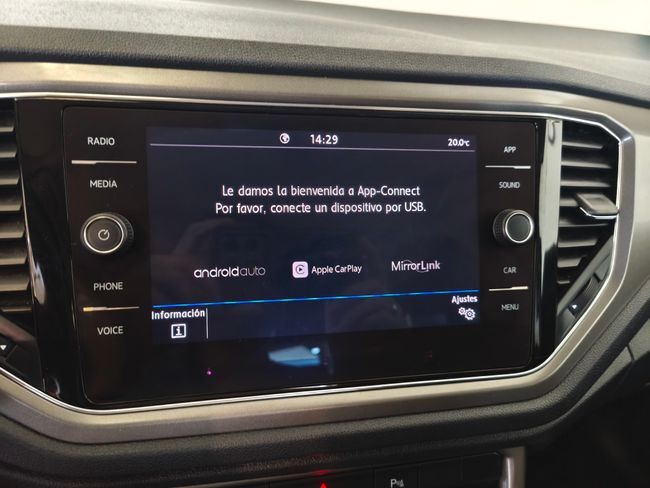 RADIO
MEDIA
PHONE
VOICE
14:29
20.0°C
Le damos la bienvenida a App-Connect
Por favor, conecte un dispositivo por USB.
androidauto
Apple CarPlay
MirrorLink
Información
i
Ajustes
APP
SOUND
CAR
MENU
P